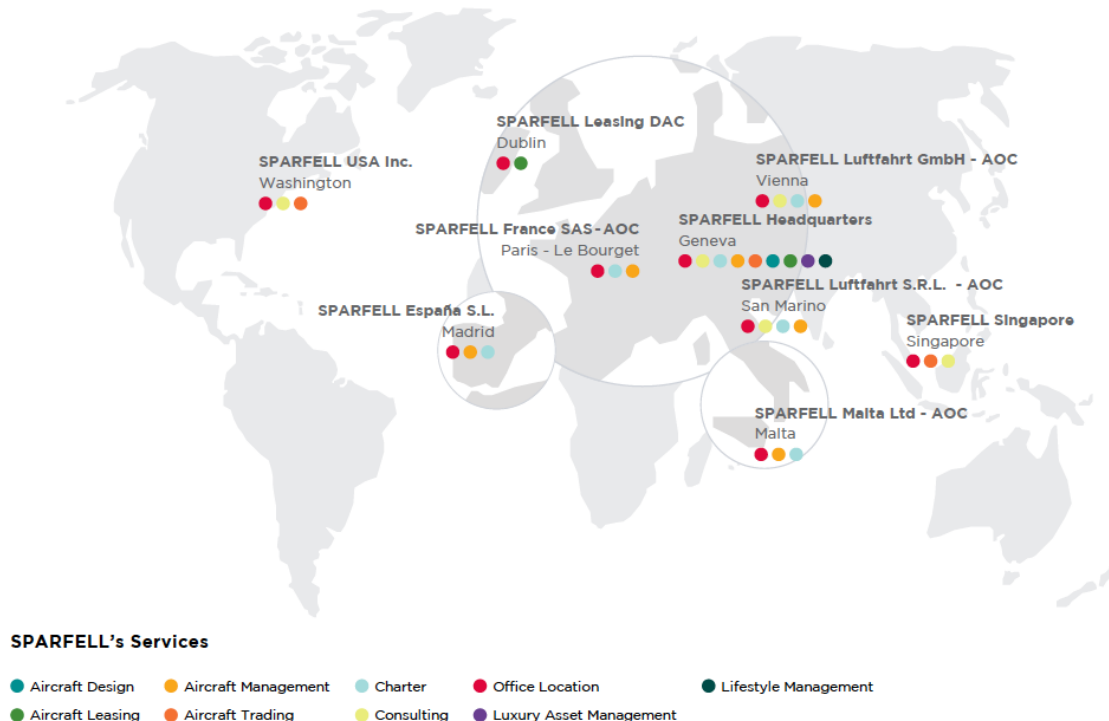 SPARFELL Leasing DAC
Dublin
SPARFELL USA Inc.
Washington
SPARFELL Luftfahrt GmbH - AOC
Vienna
SPARFELL France SAS - AOC
Paris - Le Bourget
SPARFELL Headquarters
Geneva
SPARFELL España S.L.
Madrid
SPARFELL Luftfahrt S.R.L. - AOC
San Marino
SPARFELL Singapore
Singapore
SPARFELL Malta Ltd - AOC
Malta
SPARFELL's Services
Aircraft Design
Aircraft Management
Charter
Office Location
Lifestyle Management
Aircraft Leasing
Aircraft Trading
Consulting
Luxury Asset Management